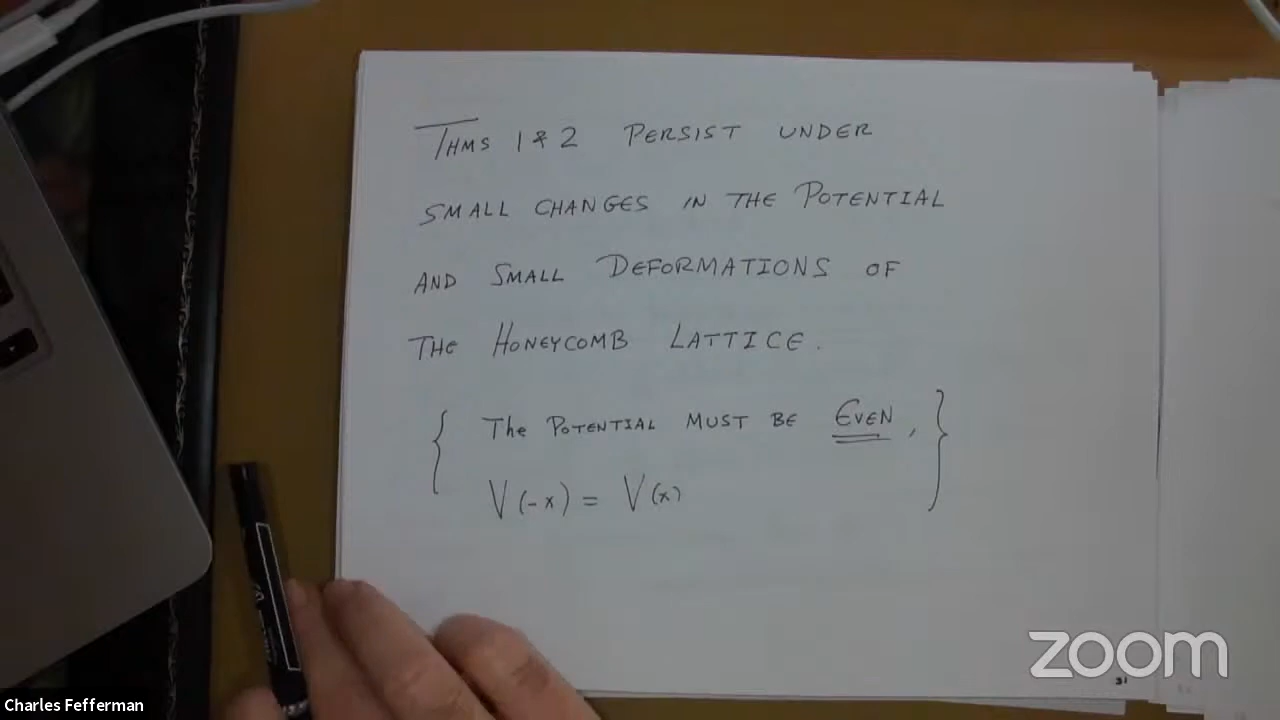 THMS 1 & 2 PERSIST UNDER
SMALL CHANGES IN THE POTENTIAL
AND SMALL DEFORMATIONS OF
THE HONEYCOMB LATTICE.
{ The POTENTIAL MUST BE EVEN, }
V(-x) = V(x)
zoom
31
Charles Fefferman